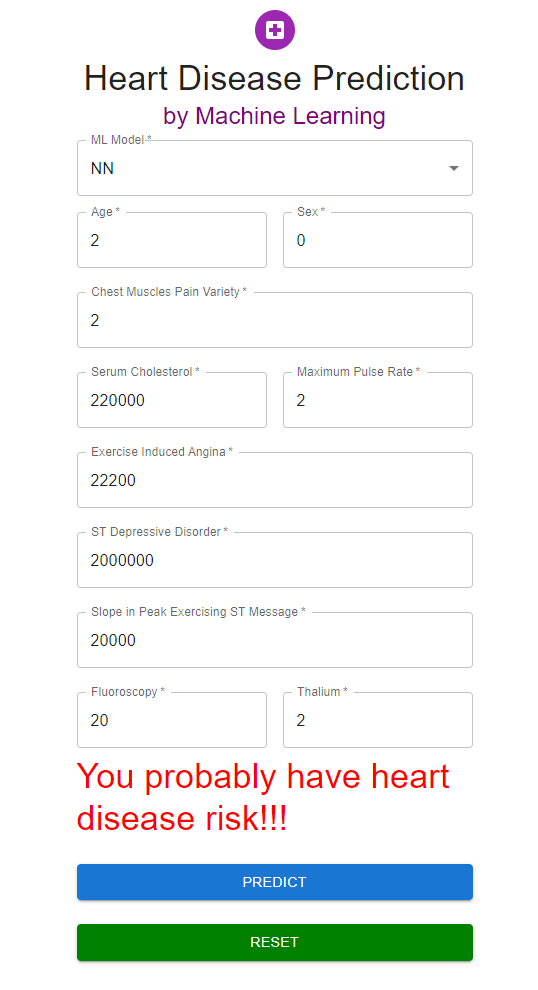 Heart Disease Prediction
by Machine Learning
ML Model *
NN
Age * Sex *
2 0
Chest Muscles Pain Variety *
2
Serum Cholesterol * Maximum Pulse Rate *
220000 2
Exercise Induced Angina *
22200
ST Depressive Disorder *
2000000
Slope in Peak Exercising ST Message *
20000
Fluoroscopy * Thalium *
20 2
You probably have heart
disease risk!!!
PREDICT
RESET